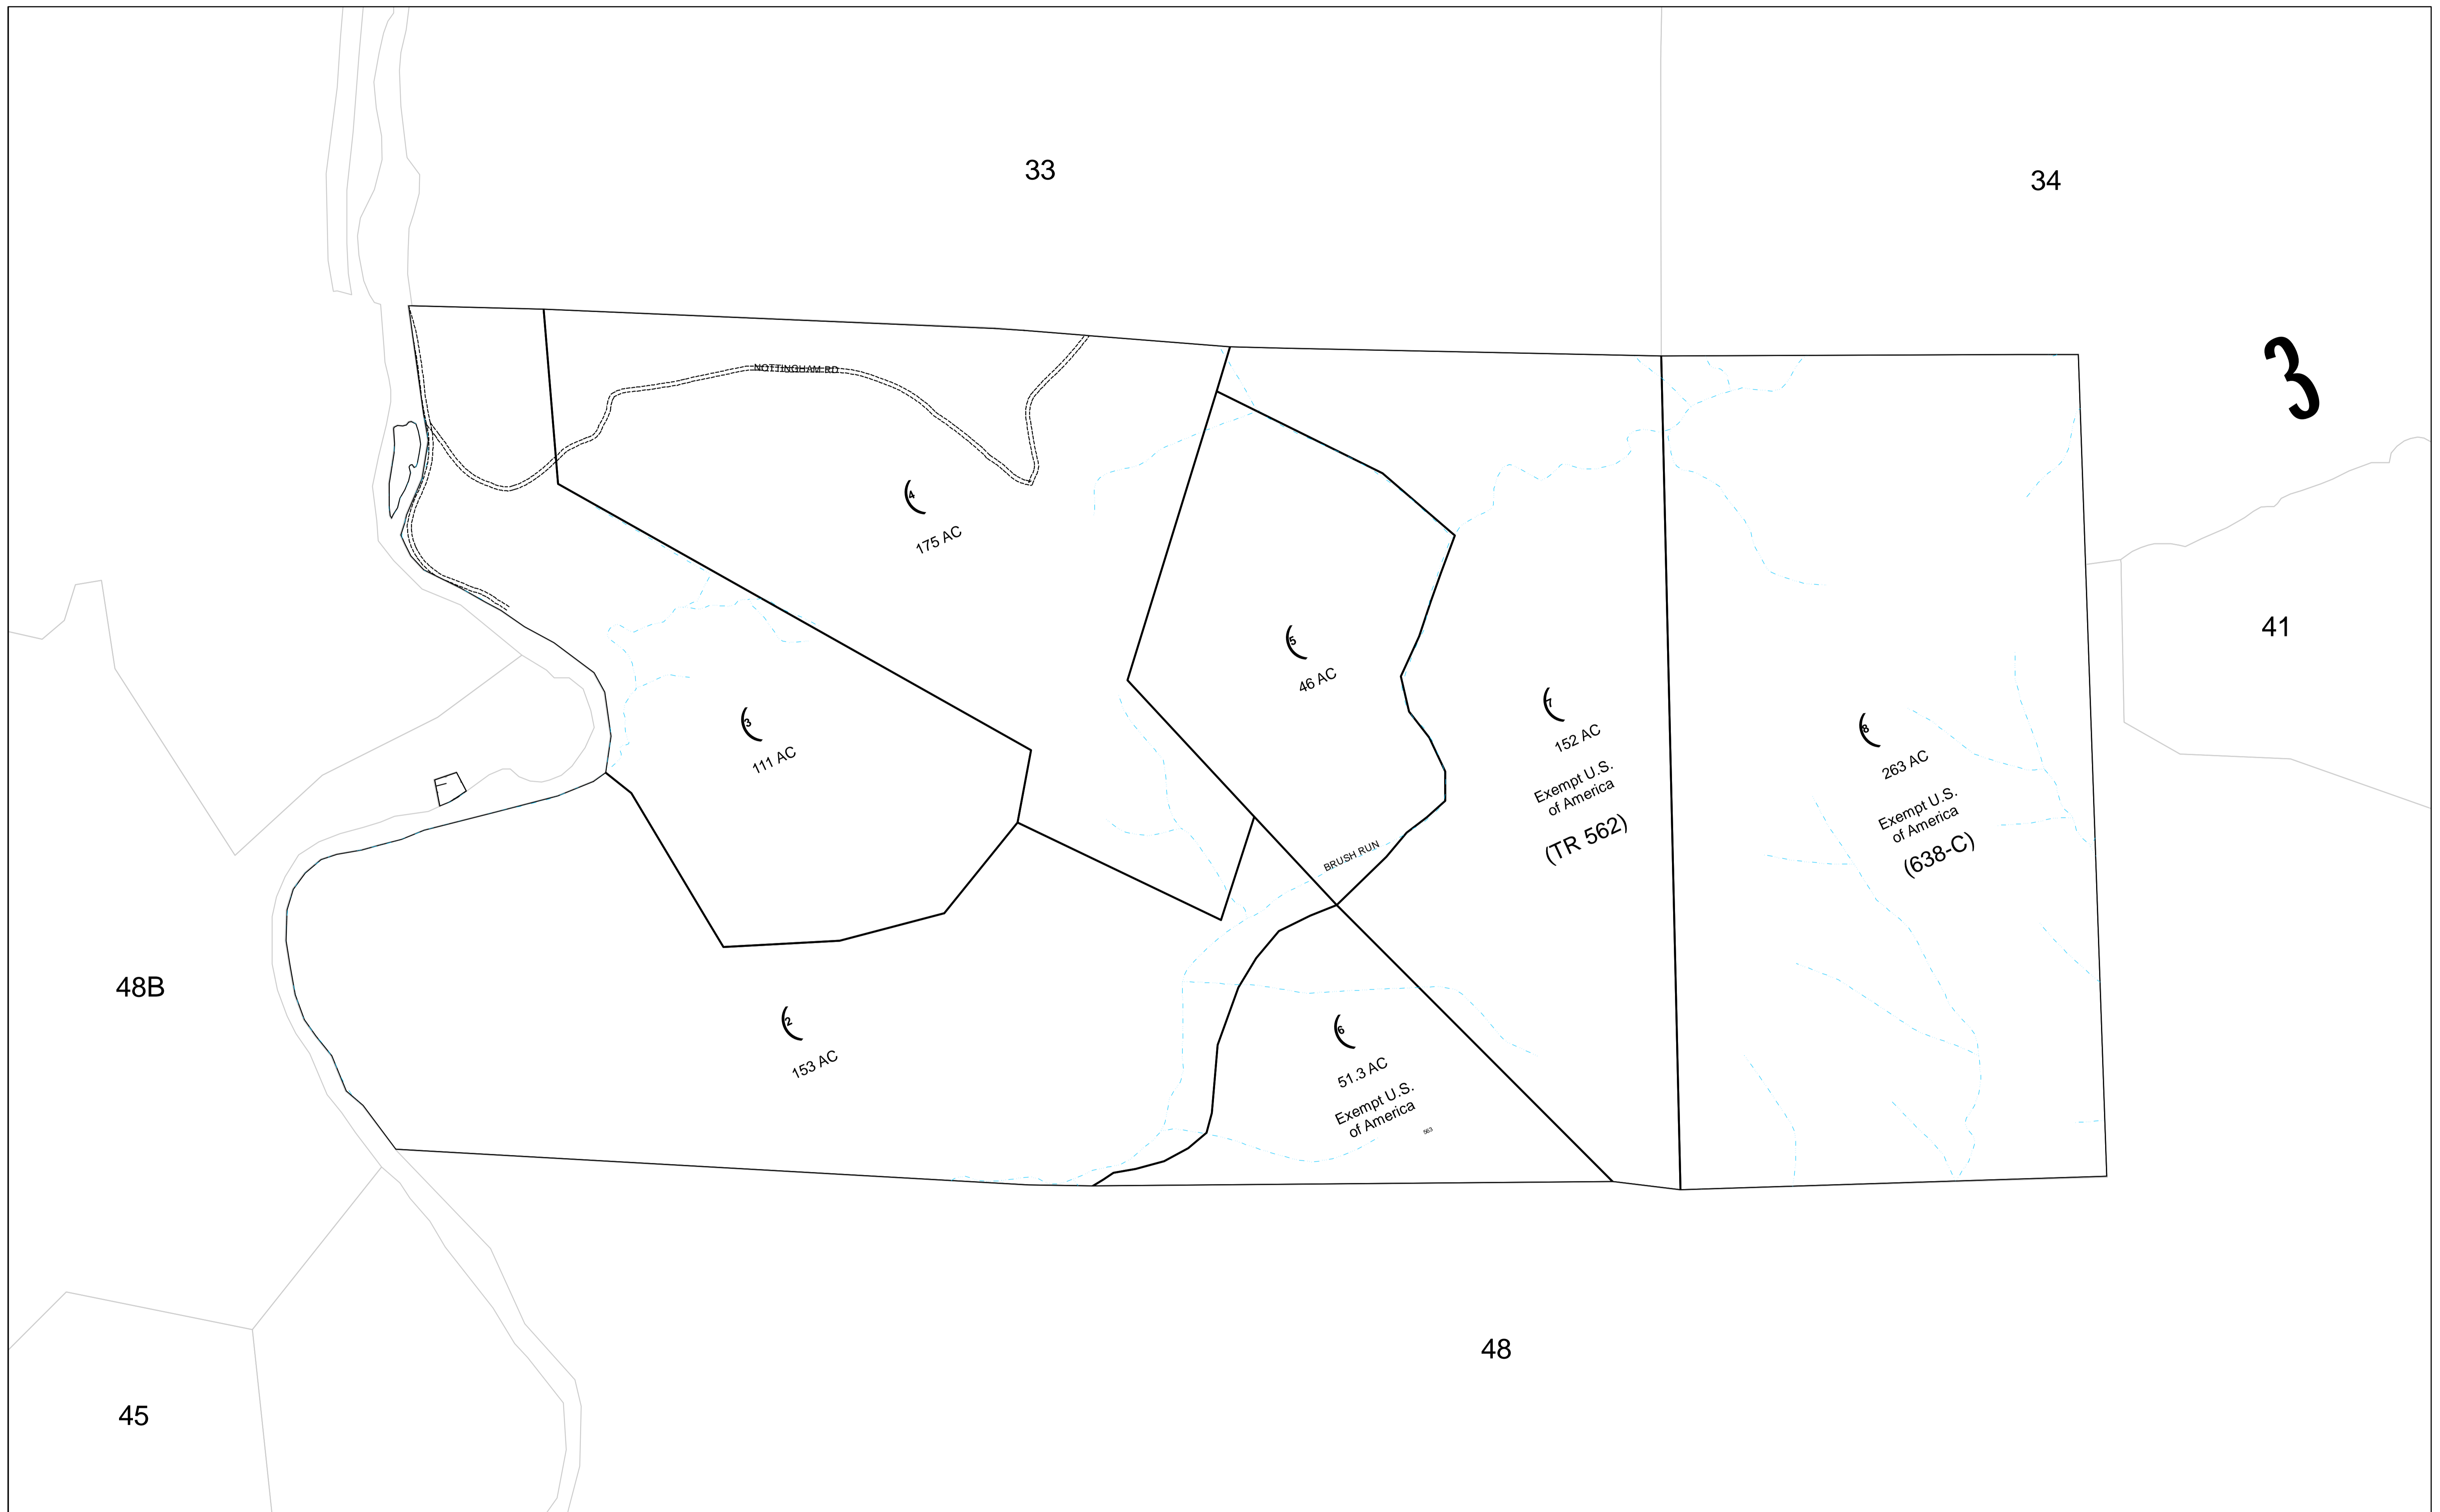 33
34
3
NOTTINGHAM RD
4
175 AC
41
5
46 AC
3
111 AC
7
152 AC
Exempt U.S.
of America
(TR 562)
8
263 AC
Exempt U.S.
of America
(638-C)
BRUSH RUN
48B
2
153 AC
6
51.3 AC
Exempt U.S.
of America
563
48
45